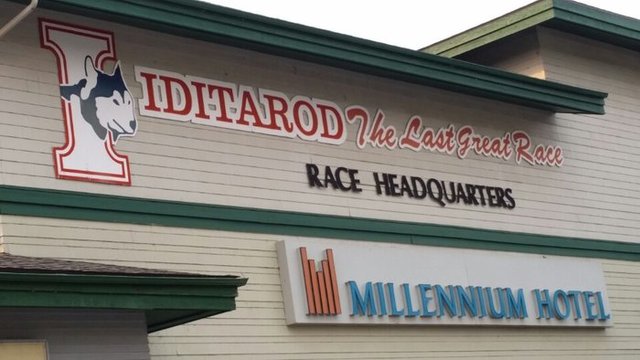 I
IDITAROD The Last Great Race
RACE HEADQUARTERS
MILLENNIUM HOTEL